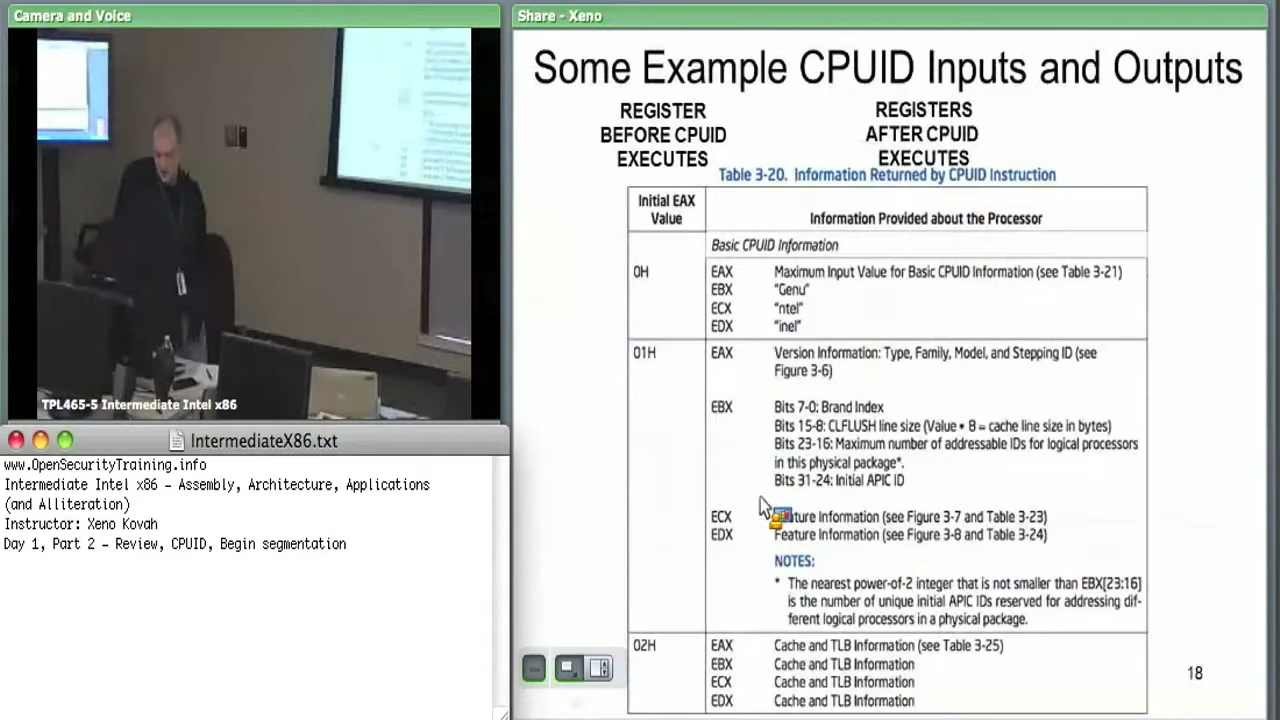 Camera and Voice
TPL465-5 Intermediate Intel x86
IntermediateX86.txt
www.OpenSecurityTraining.info
Intermediate Intel x86 – Assembly, Architecture, Applications
(and Alliteration)
Instructor: Xeno Kovah
Day 1, Part 2 – Review, CPUID, Begin segmentation
Share - Xeno
Some Example CPUID Inputs and Outputs
REGISTER
BEFORE CPUID
EXECUTES
REGISTERS
AFTER CPUID
EXECUTES
Table 3-20. Information Returned by CPUID Instruction
Initial EAX
Value
Information Provided about the Processor
Basic CPUID Information
0H
EAX Maximum Input Value for Basic CPUID Information (see Table 3-21)
EBX "Genu"
ECX "ntel"
EDX "ineI"
01H
EAX Version Information: Type, Family, Model, and Stepping ID (see
Figure 3-6)
EBX Bits 7-0: Brand Index
Bits 15-8: CLFLUSH line size (Value • 8 = cache line size in bytes)
Bits 23-16: Maximum number of addressable IDs for logical processors
in this physical package*.
Bits 31-24: Initial APIC ID
ECX Information (see Figure 3-7 and Table 3-23)
EDX Feature Information (see Figure 3-8 and Table 3-24)
NOTES:
* The nearest power-of-2 integer that is not smaller than EBX[23:16]
is the number of unique initial APIC IDs reserved for addressing dif-
ferent logical processors in a physical package.
02H
EAX Cache and TLB Information (see Table 3-25)
EBX Cache and TLB Information
ECX Cache and TLB Information
EDX Cache and TLB Information
18